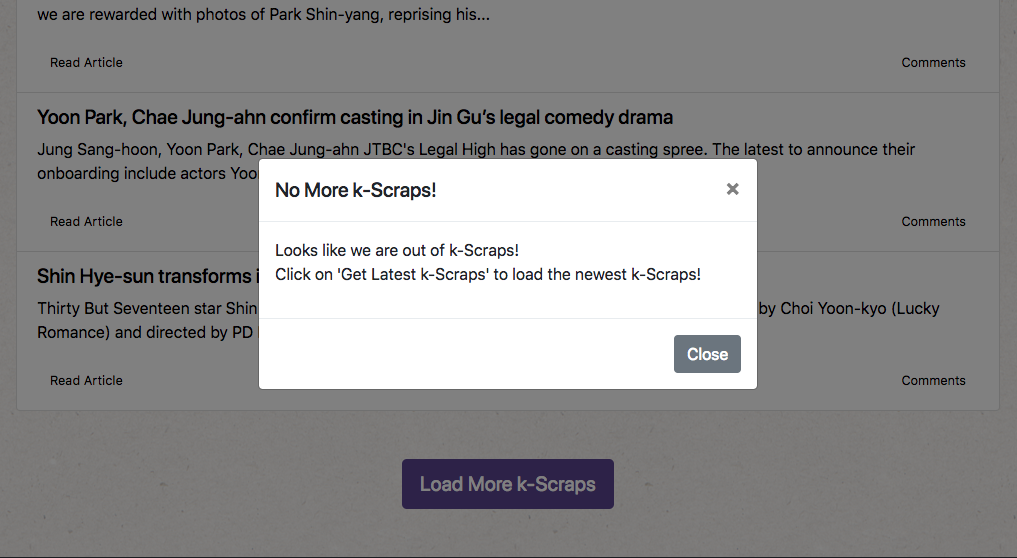 we are rewarded with photos of Park Shin-yang, reprising his...
Read Article
Comments
Yoon Park, Chae Jung-ahn confirm casting in Jin Gu’s legal comedy drama
Jung Sang-hoon, Yoon Park, Chae Jung-ahn JTBC's Legal High has gone on a casting spree. The latest to announce their
onboarding include actors Yoo
No More k-Scraps!
×
Read Article
Comments
Looks like we are out of k-Scraps!
Click on 'Get Latest k-Scraps' to load the newest k-Scraps!
Shin Hye-sun transforms i
Thirty But Seventeen star Shin
by Choi Yoon-kyo (Lucky
Romance) and directed by PD
Close
Read Article
Comments
Load More k-Scraps